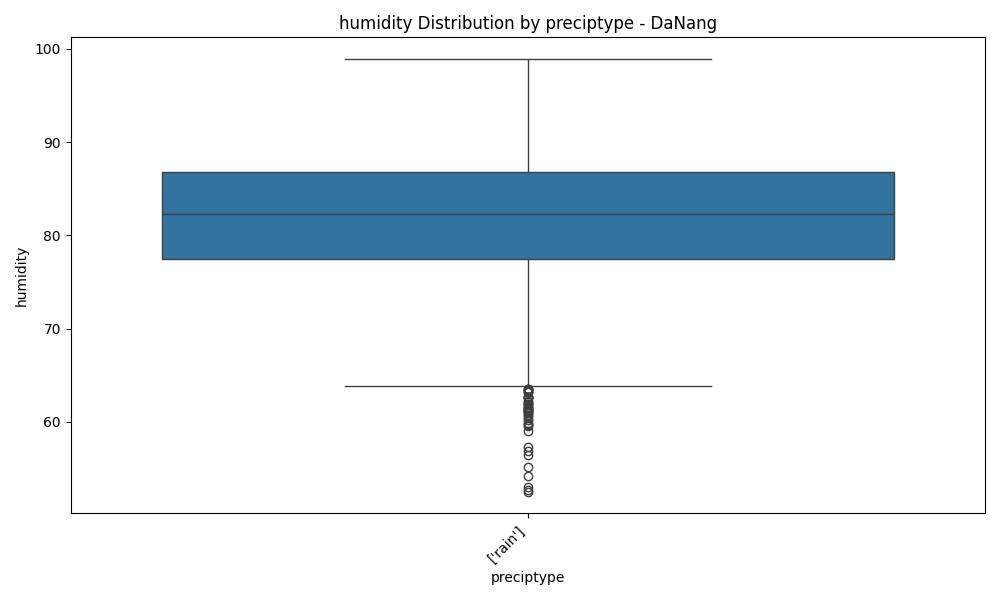 humidity Distribution by preciptype - DaNang
100
90
80
70
60
humidity
['rain']
preciptype